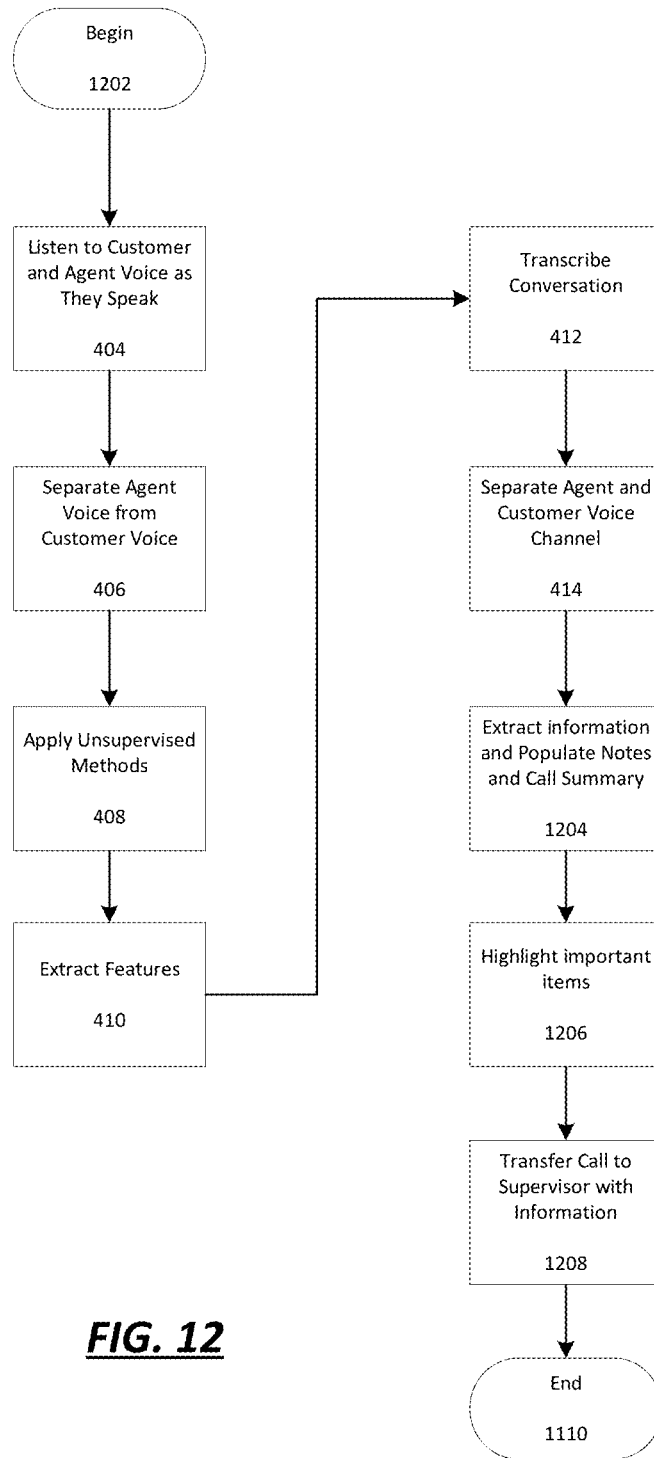 Begin
1202
Listen to Customer
and Agent Voice as
They Speak
404
Separate Agent
Voice from
Customer Voice
406
Apply Unsupervised
Methods
408
Extract Features
410
Transcribe
Conversation
412
Separate Agent and
Customer Voice
Channel
414
Extract information
and Populate Notes
and Call Summary
1204
Highlight important
items
1206
Transfer Call to
Supervisor with
Information
1208
End
1110
FIG. 12